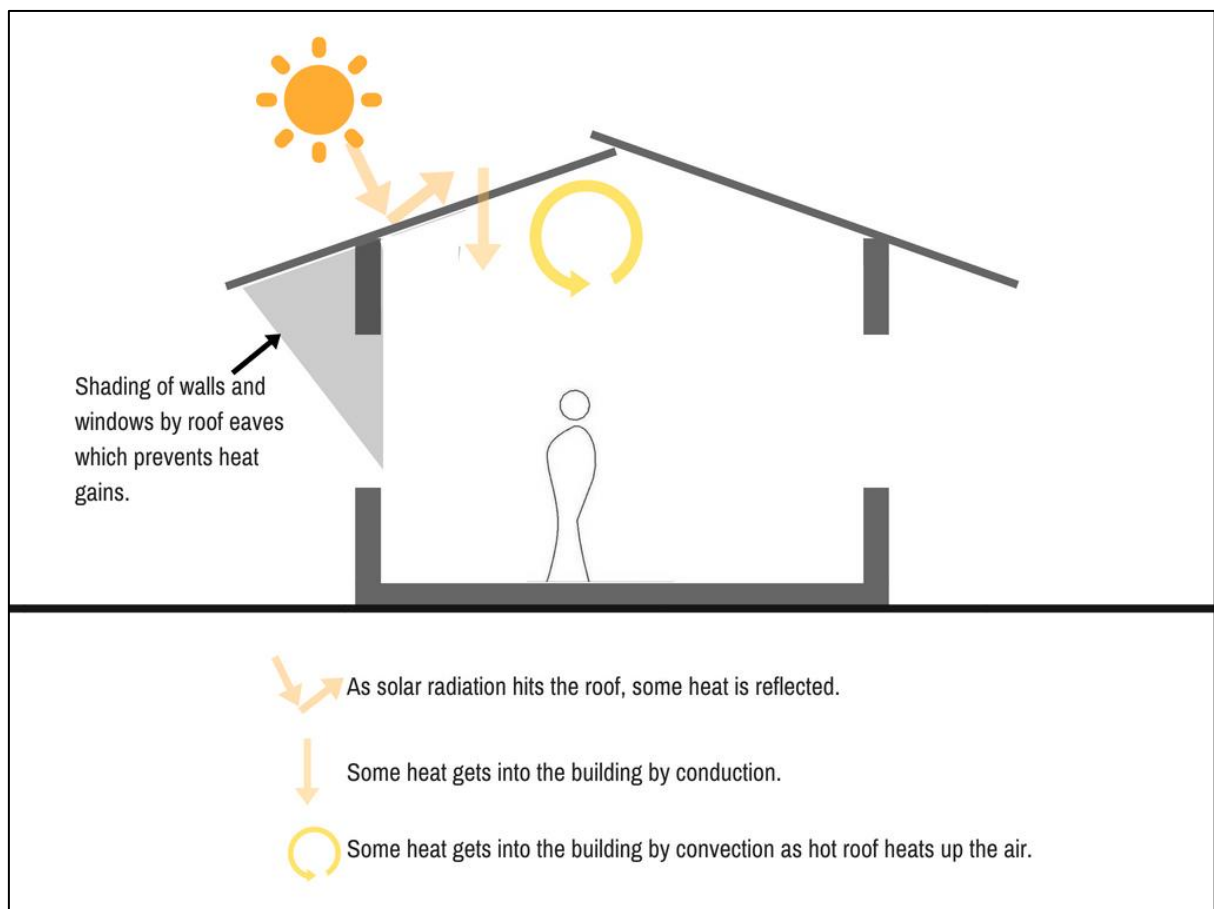 Shading of walls and
windows by roof eaves
which prevents heat
gains.
As solar radiation hits the roof, some heat is reflected.
Some heat gets into the building by conduction.
Some heat gets into the building by convection as hot roof heats up the air.